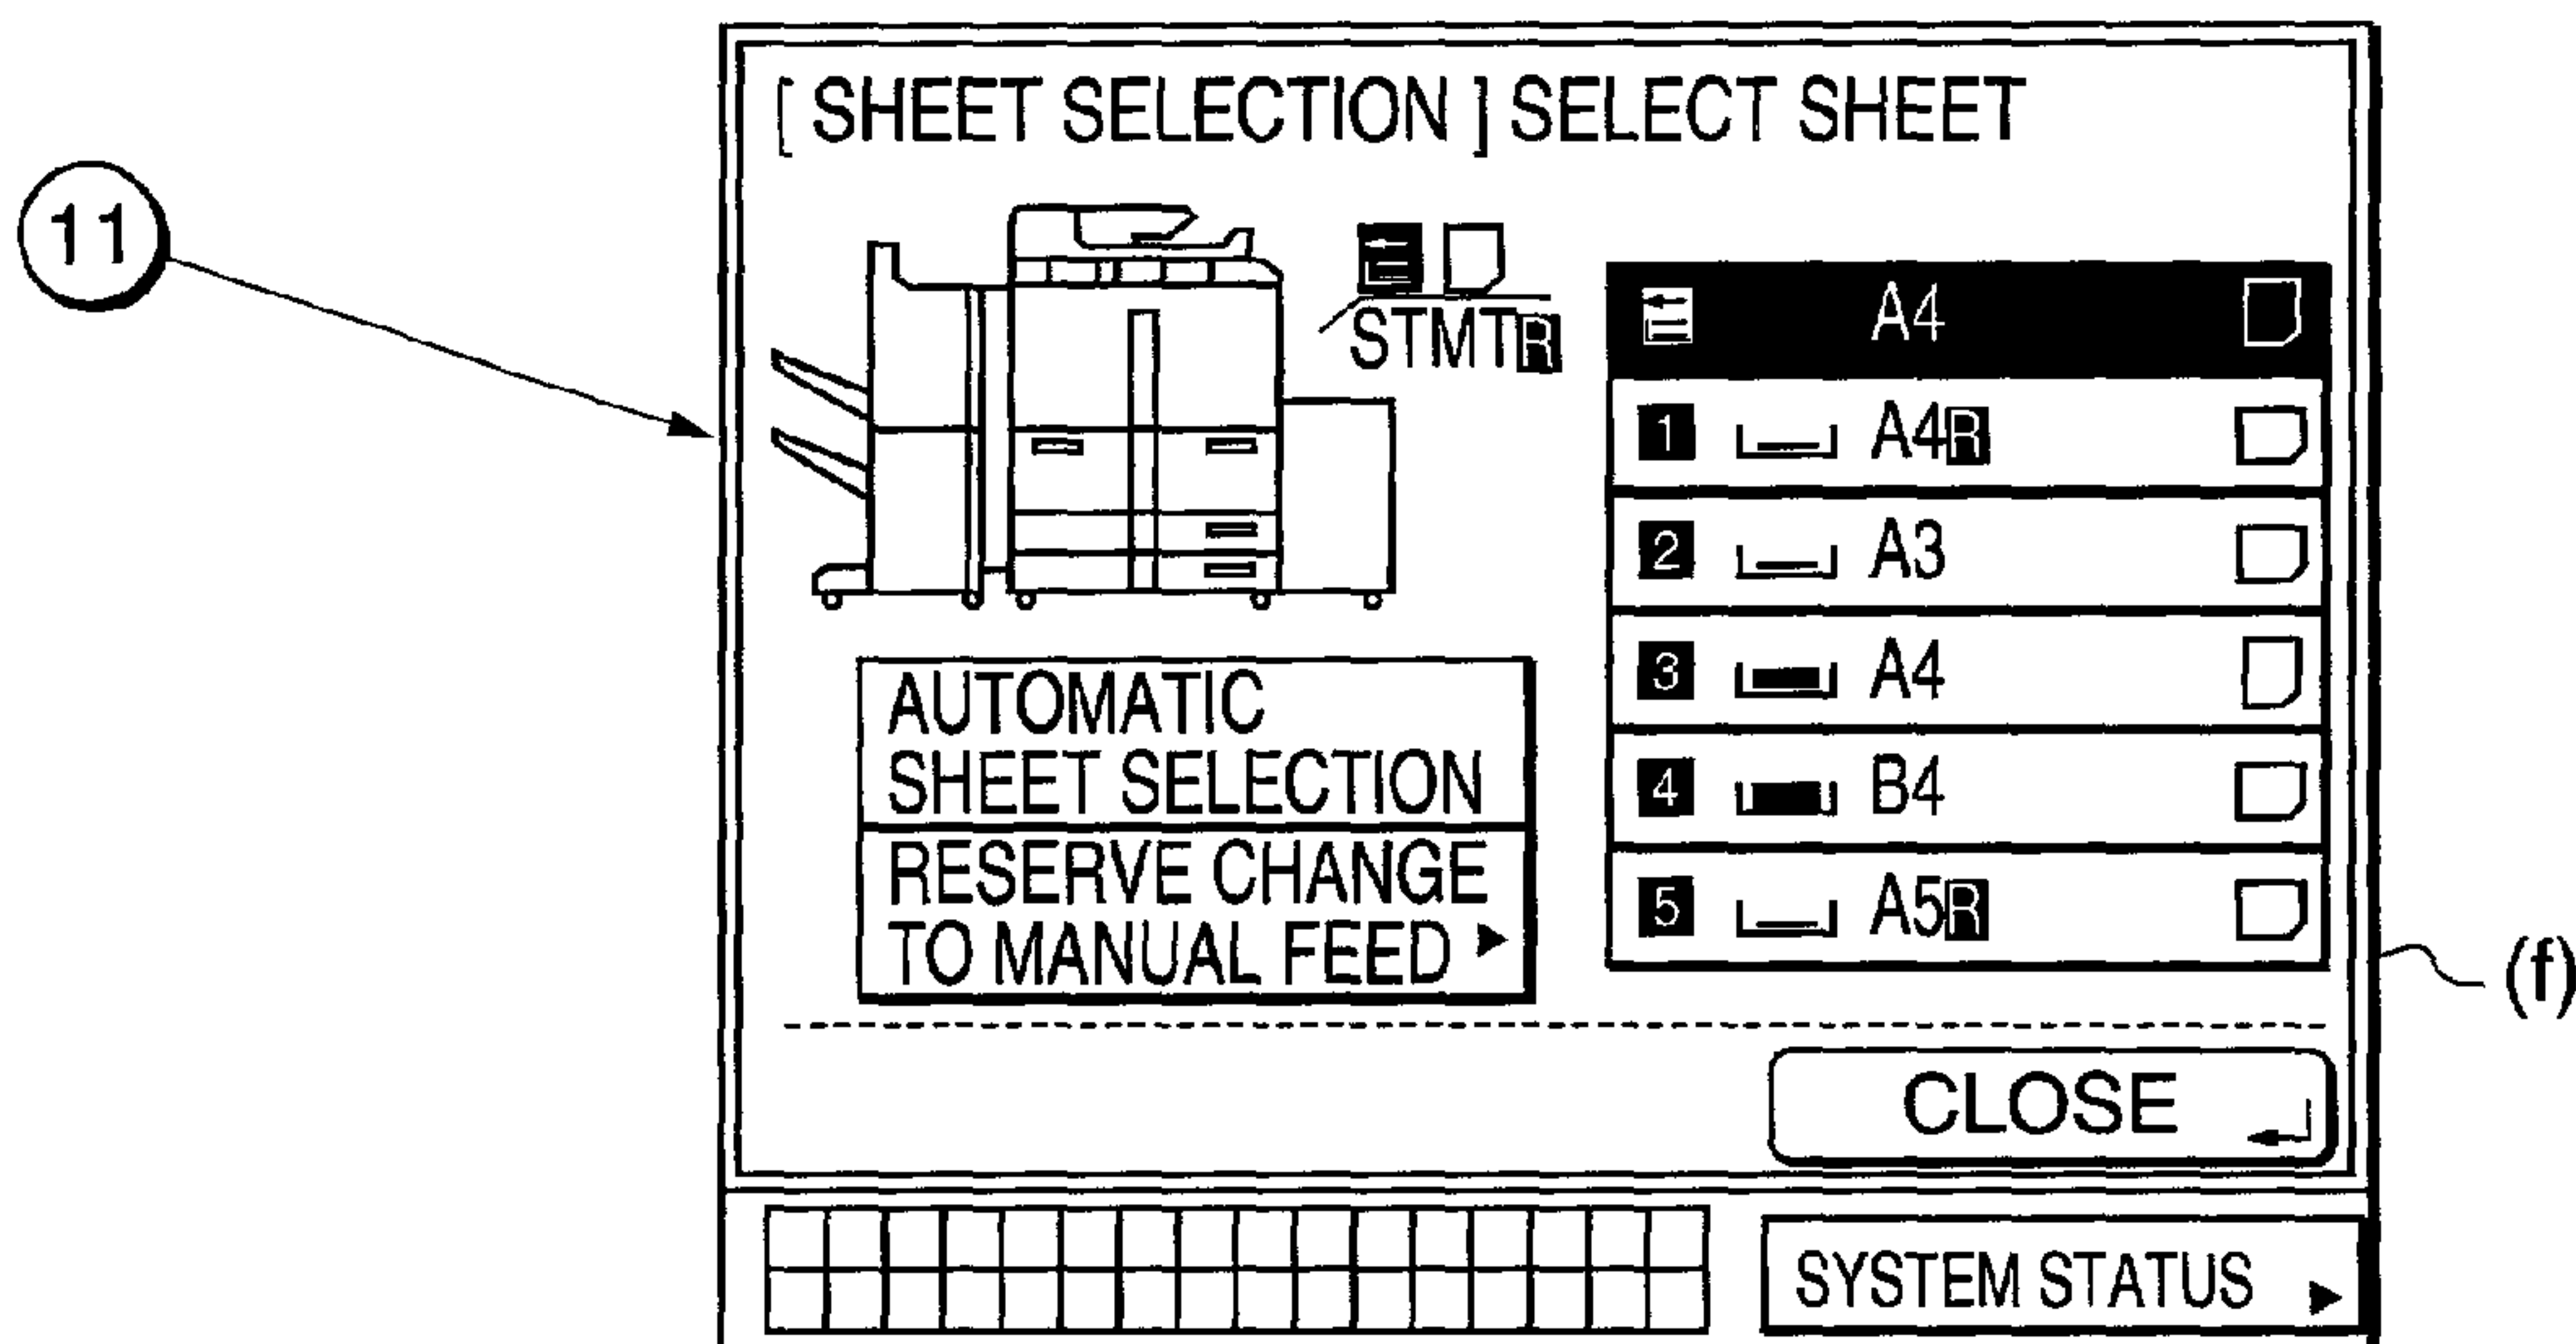 [ SHEET SELECTION ] SELECT SHEET
11
STMTR
A4
1 A4R
2 A3
3 A4
4 B4
5 A5R
AUTOMATIC
SHEET SELECTION
RESERVE CHANGE
TO MANUAL FEED
(f)
CLOSE
SYSTEM STATUS